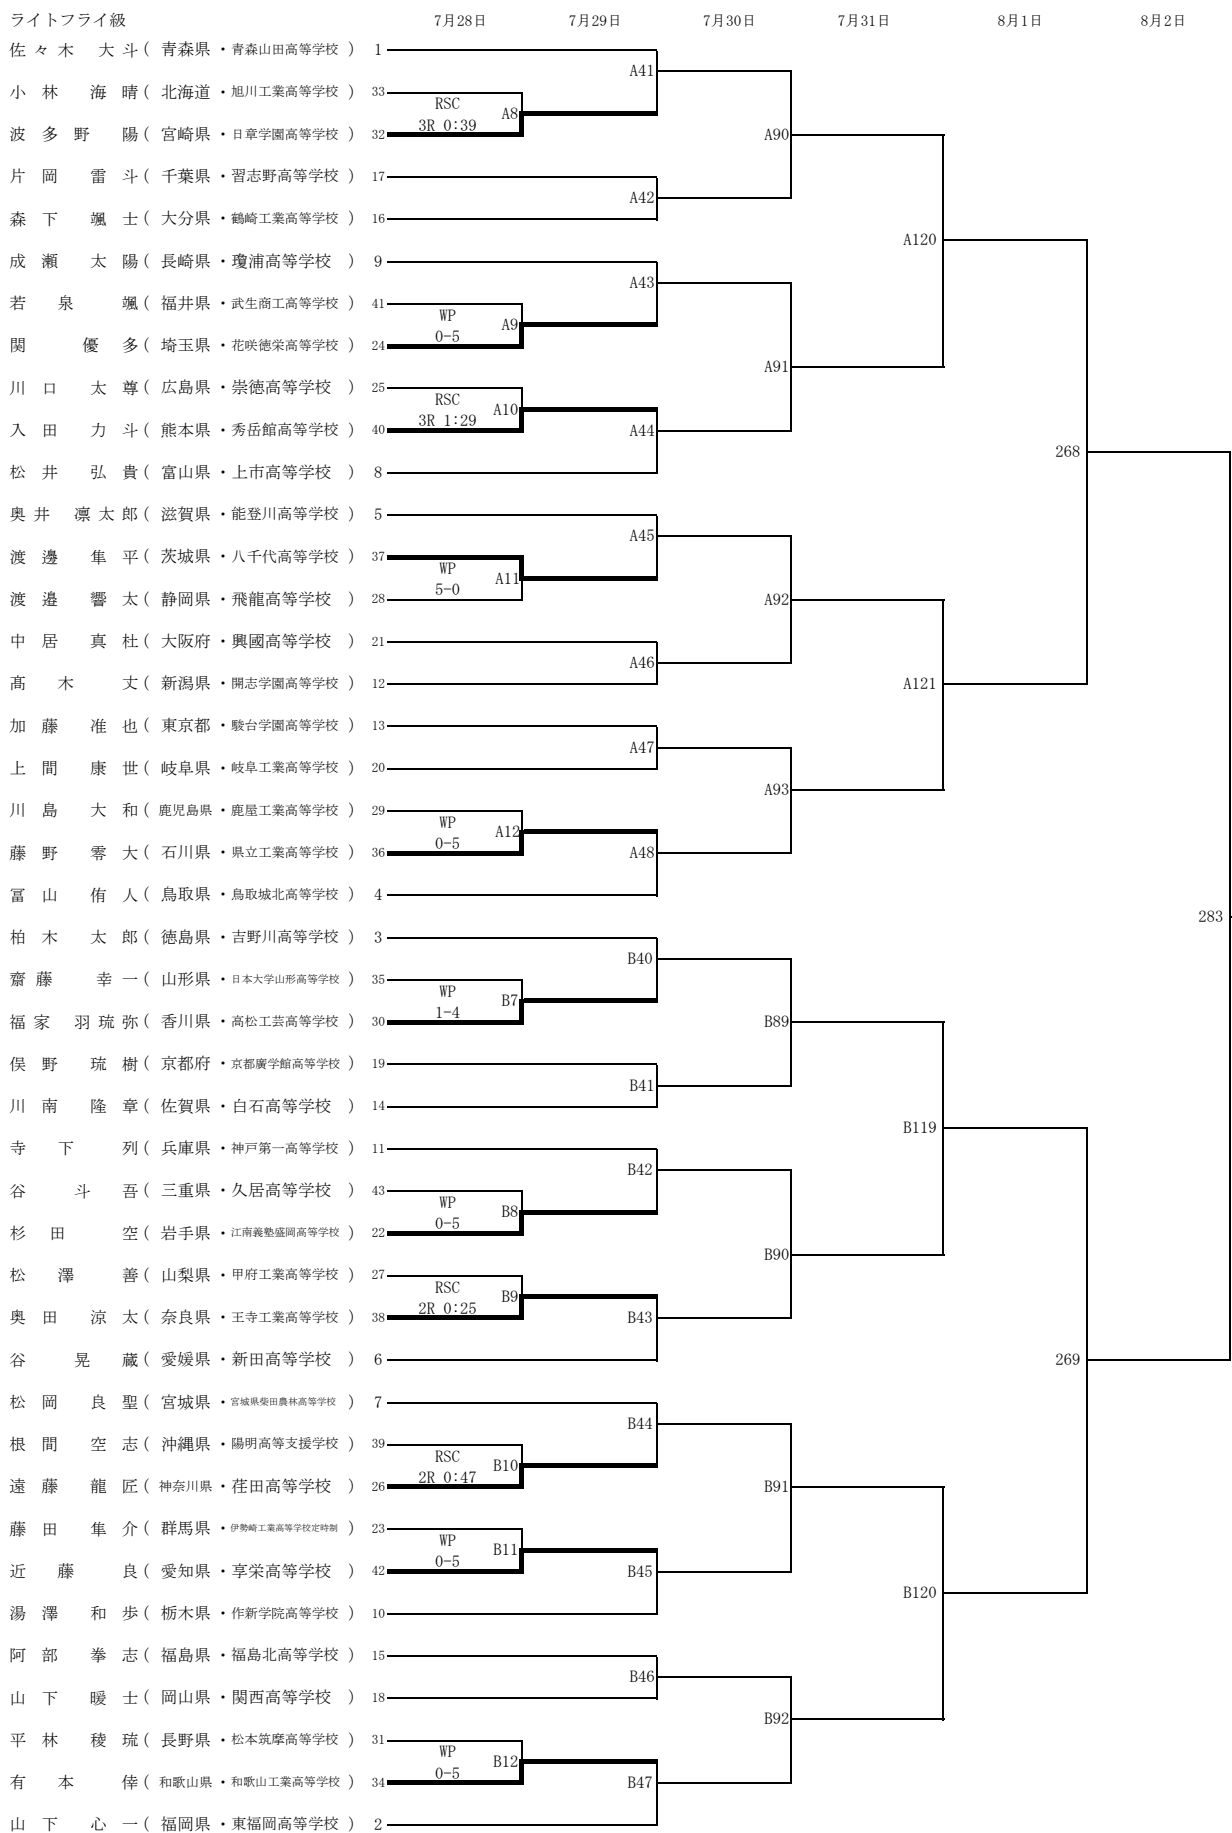 ライトフライ級 7月28日 7月29日 7月30日 7月31日 8月1日 8月2日
佐々木 大斗 ( 青森県 ・青森山田高等学校 ) 1
A41
小林 海晴 ( 北海道 ・旭川工業高等学校 ) 33
RSC
3R 0:39 A8
波多野 陽 ( 宮崎県 ・日章学園高等学校 ) 32
A90
片岡 雷斗 ( 千葉県 ・習志野高等学校 ) 17
A42
森下 颯士 ( 大分県 ・鶴崎工業高等学校 ) 16
A120
成瀬 太陽 ( 長崎県 ・瓊浦高等学校 ) 9
A43
若泉 颯 ( 福井県 ・武生商工高等学校 ) 41
WP
0-5 A9
関 優多 ( 埼玉県 ・花咲徳栄高等学校 ) 24
A91
川口 太尊 ( 広島県 ・崇徳高等学校 ) 25
RSC
3R 1:29 A10
入田 力斗 ( 熊本県 ・秀岳館高等学校 ) 40
A44
268
松井 弘貴 ( 富山県 ・上市高等学校 ) 8
奥井 凛太郎 ( 滋賀県 ・能登川高等学校 ) 5
A45
渡邊 隼平 ( 茨城県 ・八千代高等学校 ) 37
WP
5-0 A11
渡邉 響太 ( 静岡県 ・飛龍高等学校 ) 28
A92
中居 真杜 ( 大阪府 ・興國高等学校 ) 21
A46
髙木 丈 ( 新潟県 ・開志学園高等学校 ) 12
A121
加藤 准也 ( 東京都 ・駿台学園高等学校 ) 13
A47
上間 康世 ( 岐阜県 ・岐阜工業高等学校 ) 20
A93
川島 大和 ( 鹿児島県 ・鹿屋工業高等学校 ) 29
WP
0-5 A12
藤野 零大 ( 石川県 ・県立工業高等学校 ) 36
A48
冨山 侑人 ( 鳥取県 ・鳥取城北高等学校 ) 4
283
柏木 太郎 ( 徳島県 ・吉野川高等学校 ) 3
B40
齋藤 幸一 ( 山形県 ・日本大学山形高等学校 ) 35
WP
1-4 B7
福家 羽琉弥 ( 香川県 ・高松工芸高等学校 ) 30
B89
俣野 琉樹 ( 京都府 ・京都廣学館高等学校 ) 19
B41
川南 隆章 ( 佐賀県 ・白石高等学校 ) 14
B119
寺下 列 ( 兵庫県 ・神戸第一高等学校 ) 11
B42
谷 斗吾 ( 三重県 ・久居高等学校 ) 43
WP
0-5 B8
杉田 空 ( 岩手県 ・江南義塾盛岡高等学校 ) 22
B90
松澤 善 ( 山梨県 ・甲府工業高等学校 ) 27
RSC
2R 0:25 B9
奥田 涼太 ( 奈良県 ・王寺工業高等学校 ) 38
B43
谷 晃蔵 ( 愛媛県 ・新田高等学校 ) 6
269
松岡 良聖 ( 宮城県 ・宮城県柴田農林高等学校 ) 7
B44
根間 空志 ( 沖縄県 ・陽明高等支援学校 ) 39
RSC
2R 0:47 B10
遠藤 龍匠 ( 神奈川県 ・荏田高等学校 ) 26
B91
藤田 隼介 ( 群馬県 ・伊勢崎工業高等学校定時制 ) 23
WP
0-5 B11
近藤 良 ( 愛知県 ・享栄高等学校 ) 42
B45
B120
湯澤 和歩 ( 栃木県 ・作新学院高等学校 ) 10
阿部 拳志 ( 福島県 ・福島北高等学校 ) 15
B46
山下 暖士 ( 岡山県 ・関西高等学校 ) 18
B92
平林 稜琉 ( 長野県 ・松本筑摩高等学校 ) 31
WP
0-5 B12
有本 倖 ( 和歌山県 ・和歌山工業高等学校 ) 34
B47
山下 心一 ( 福岡県 ・東福岡高等学校 ) 2